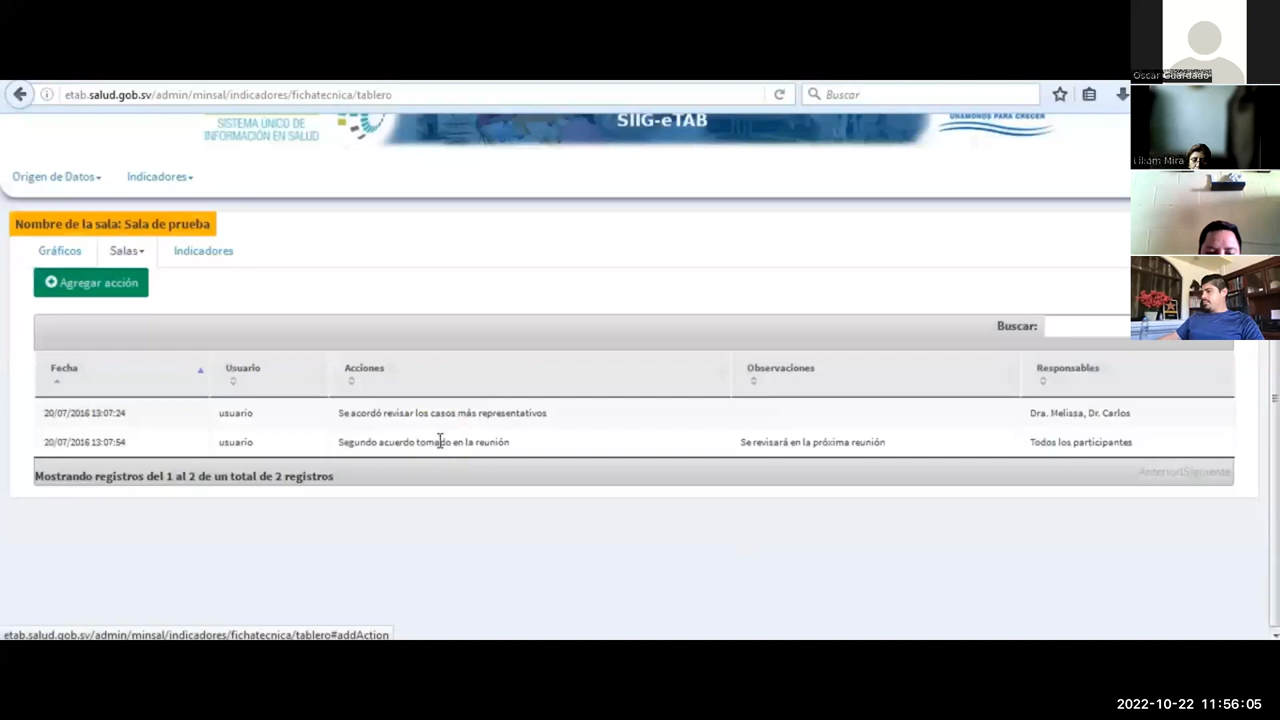 Oscar Guardado
etab.salud.gob.sv/admin/minsal/indicadores/fichatecnica/tablero
Buscar
SISTEMA ÚNICO DE
INFORMACIÓN EN SALUD
SIIG-eTAB
UNAMONOS PARA CRECER
Mira
Origen de Datos
Indicadores
Nombre de la sala: Sala de prueba
Gráficos
Salas
Indicadores
Agregar acción
Buscar:
Fecha Usuario Acciones Observaciones Responsables
20/07/2016 13:07:24 usuario Se acordó revisar los casos más representativos Dra. Melissa, Dr. Carlos
20/07/2016 13:07:54 usuario Segundo acuerdo tomado en la reunión Se revisará en la próxima reunión Todos los participantes
Mostrando registros del 1 al 2 de un total de 2 registros
Anterior1Siguiente
etab.salud.gob.sv/admin/minsal/indicadores/fichatecnica/tablero#addAction
2022-10-22 11:56:05